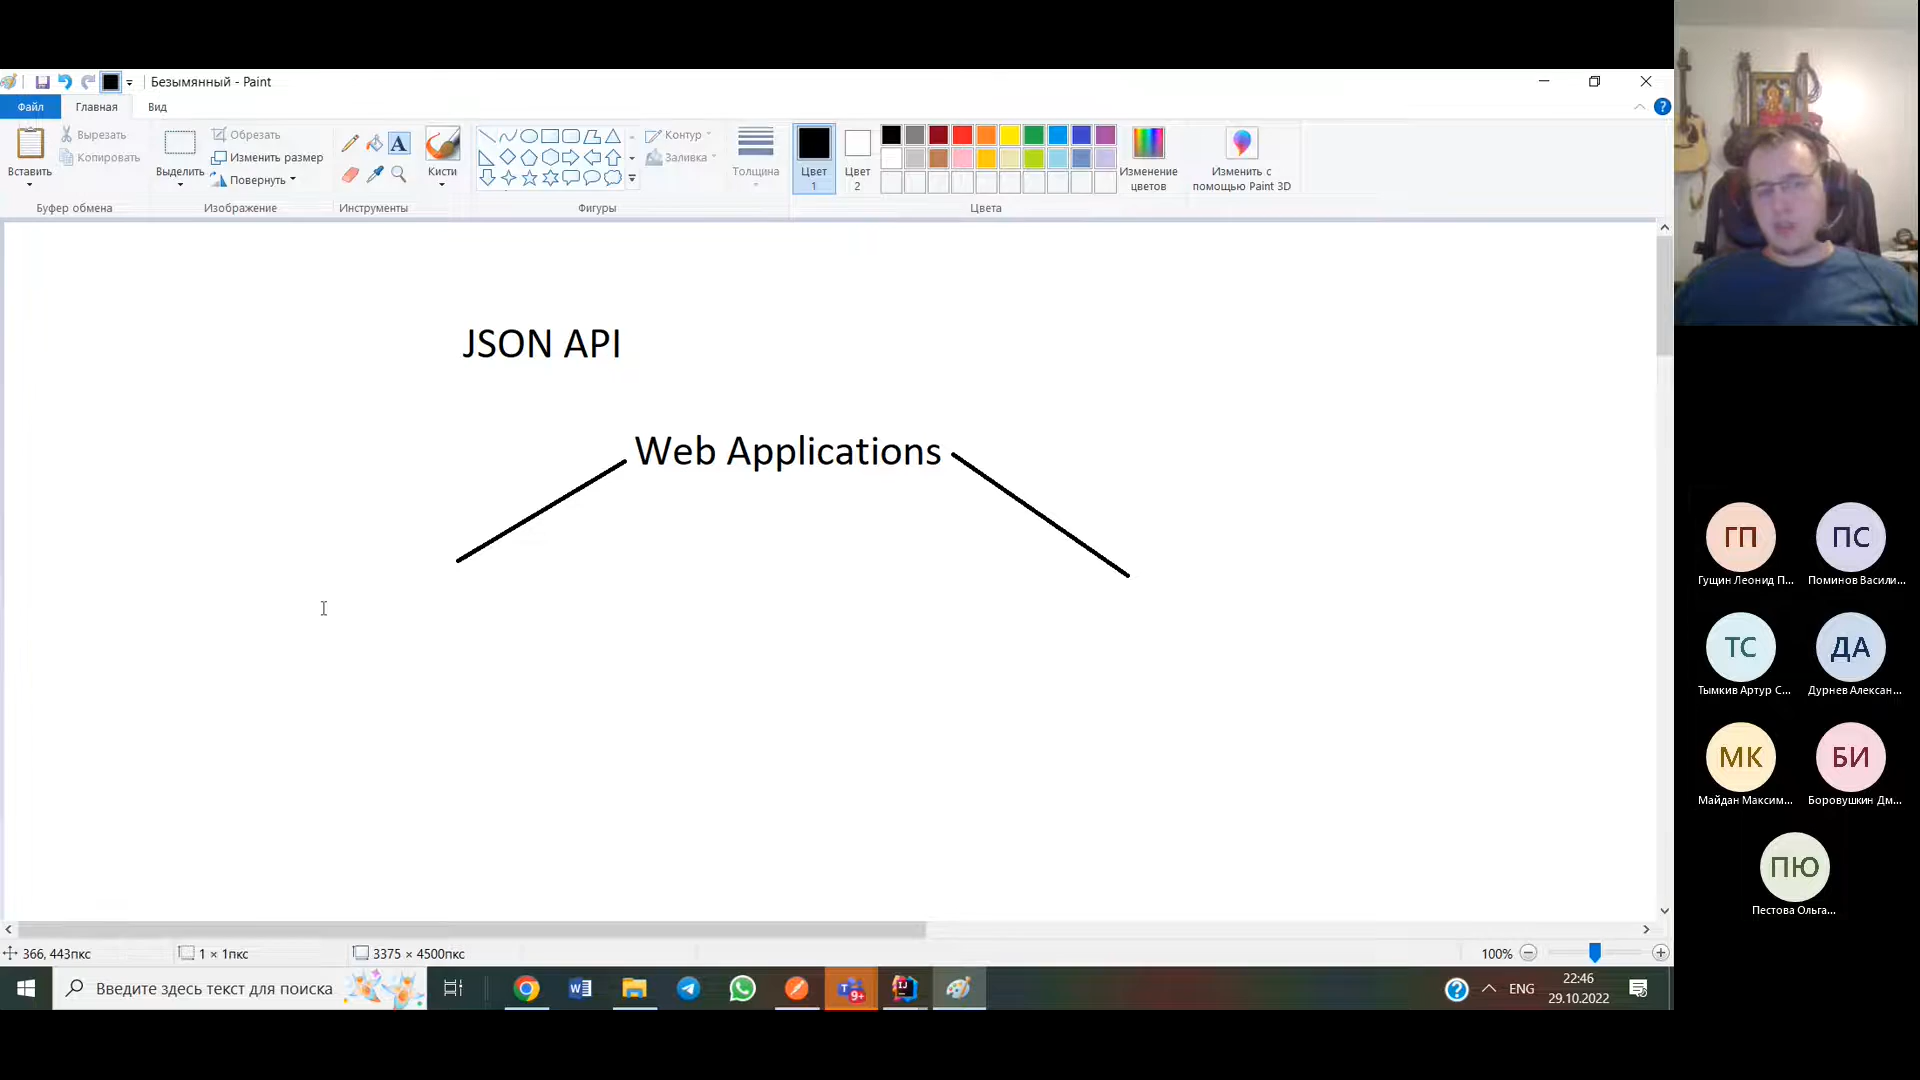 Безымянный - Paint
Файл
Главная
Вид
Вставить
Вырезать
Копировать
Буфер обмена
Выделить
Обрезать
Изменить размер
Повернуть
Изображение
A
Инструменты
Кисти
Фигуры
Контур
Заливка
Толщина
Цвет 1
Цвет 2
Цвета
Изменение цветов
Изменить с помощью Paint 3D
JSON API
Web Applications
366, 443пкс
1 × 1пкс
3375 × 4500пкс
100%
Введите здесь текст для поиска
9+
ENG
22:46
29.10.2022
ГП
Гущин Леонид П...
ПС
Поминов Васили...
ТС
Тымкив Артур С...
ДА
Дурнев Алексан...
МК
Майдан Максим...
БИ
Боровушкин Дм...
ПЮ
Пестова Ольга...